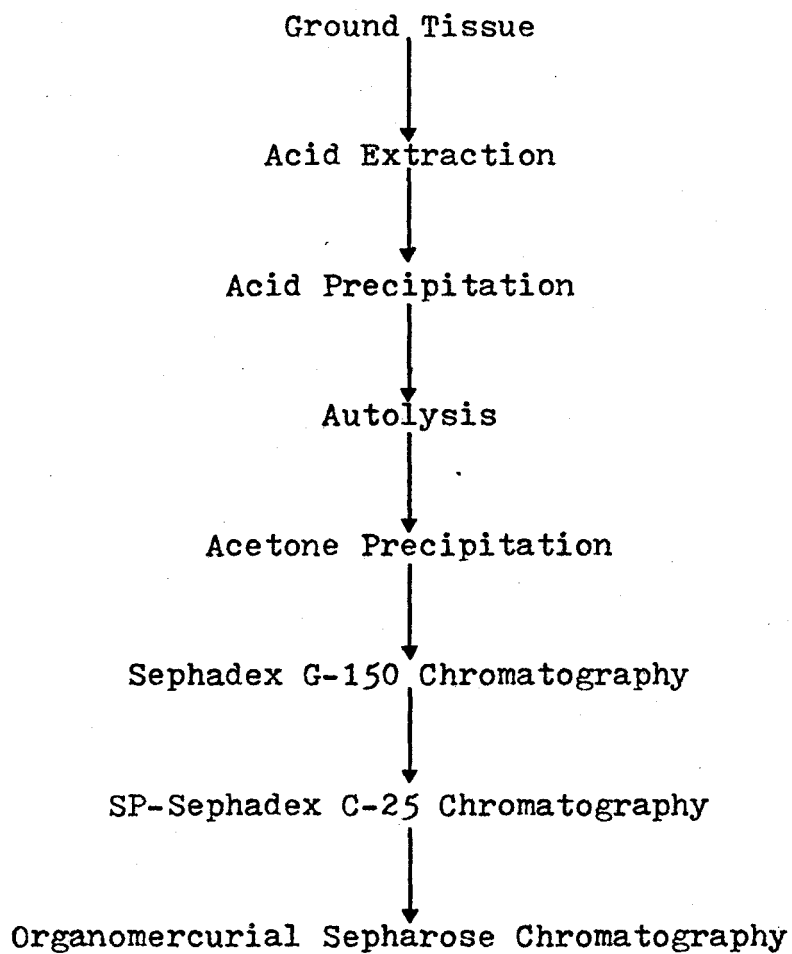 Ground Tissue
Acid Extraction
Acid Precipitation
Autolysis
Acetone Precipitation
Sephadex G-150 Chromatography
SP-Sephadex C-25 Chromatography
Organomercurial Sepharose Chromatography